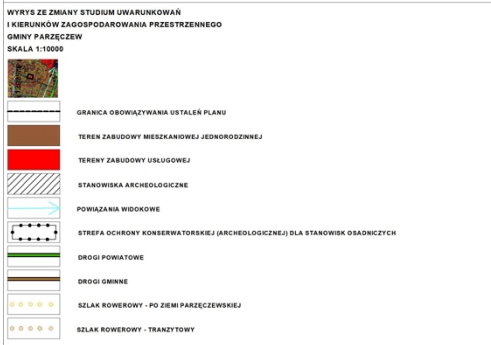 WYRYS ZE ZMIANY STUDIUM UWARUNKOWAŃ
I KIERUNKÓW ZAGOSPODAROWANIA PRZESTRZENNEGO
GMINY PARZĘCZEW
SKALA 1:10000
GRANICA OBOWIĄZYWANIA USTALEŃ PLANU
TEREN ZABUDOWY MIESZKANIOWEJ JEDNORODZINNEJ
TERENY ZABUDOWY USŁUGOWEJ
STANOWISKA ARCHEOLOGICZNE
POWIĄZANIA WIDOKOWE
STREFA OCHRONY KONSERWATORSKIEJ (ARCHEOLOGICZNEJ) DLA STANOWISK OSADNICZYCH
DROGI POWIATOWE
DROGI GMINNE
SZLAK ROWEROWY - PO ZIEMI PARZĘCZEWSKIEJ
SZLAK ROWEROWY - TRANZYTOWY